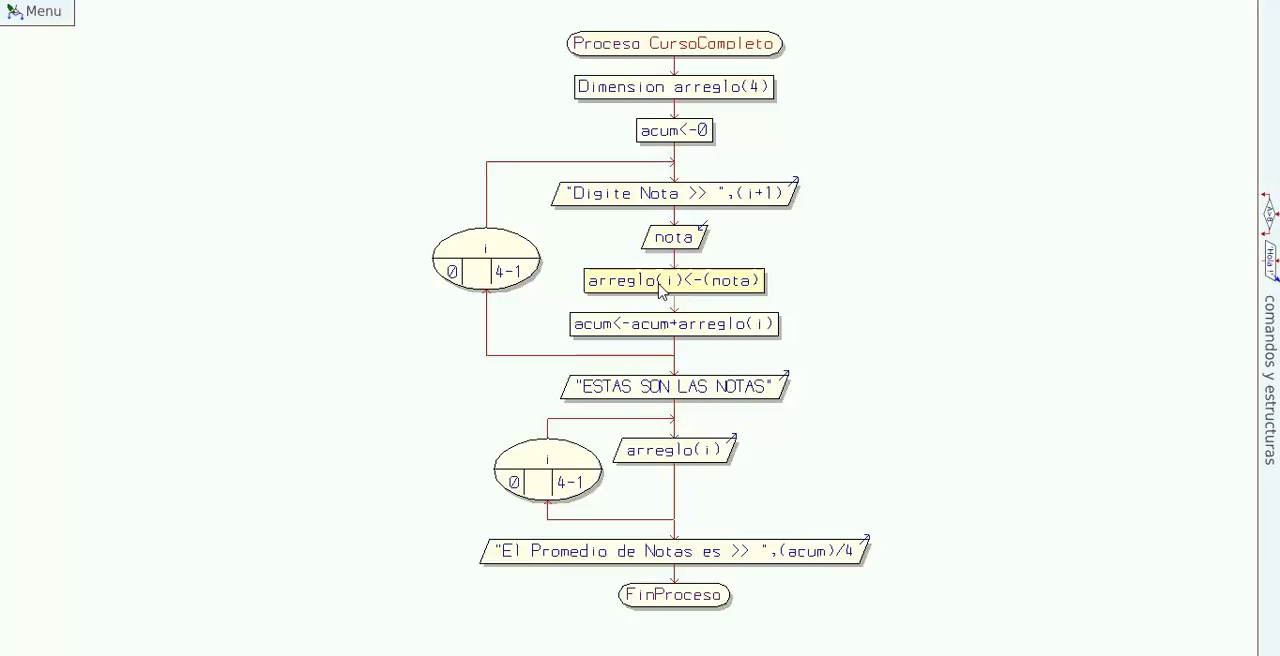 Menu
Proceso CursoCompleto
Dimension arreglo(4)
acum<-0
"Digite Nota >> ",(i+1)
nota
i
0 4-1
arreglo(i)<-(nota)
acum<-acum+arreglo(i)
"ESTAS SON LAS NOTAS"
arreglo(i)
i
0 4-1
"El Promedio de Notas es >> ",(acum)/4
FinProceso
A>B
'Hola !'
comandos y estructuras